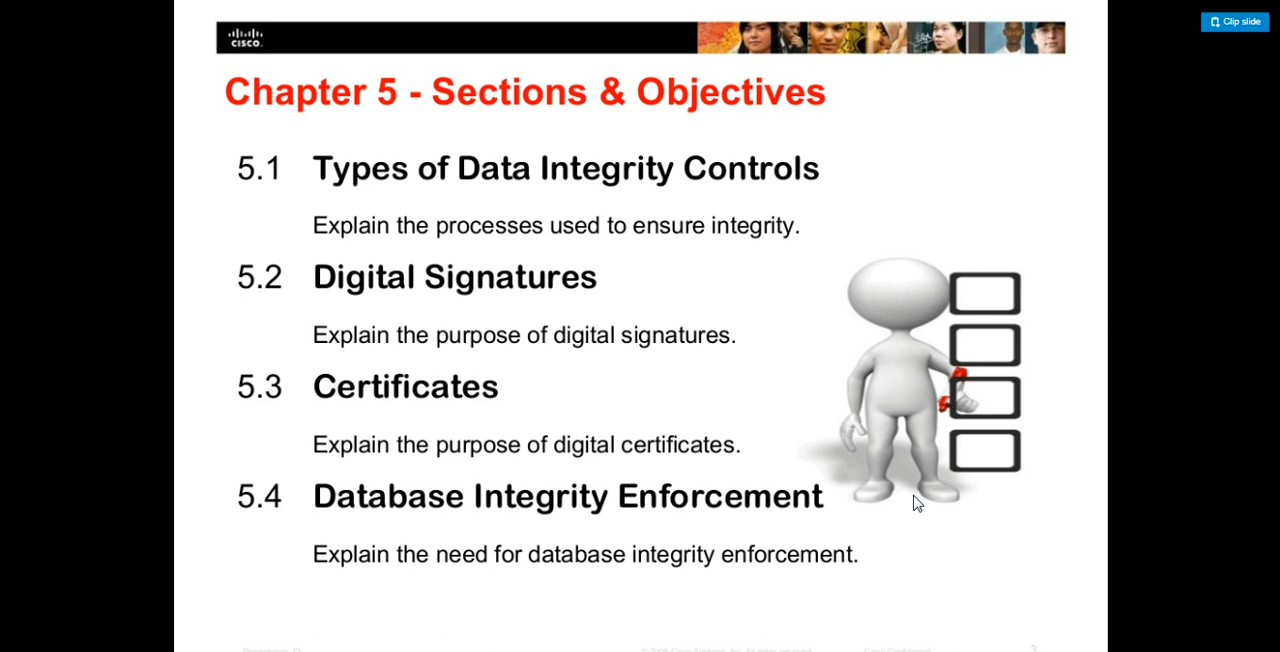 Clip slide
CISCO.
Chapter 5 - Sections & Objectives
5.1 Types of Data Integrity Controls
Explain the processes used to ensure integrity.
5.2 Digital Signatures
Explain the purpose of digital signatures.
5.3 Certificates
Explain the purpose of digital certificates.
5.4 Database Integrity Enforcement
Explain the need for database integrity enforcement.
3